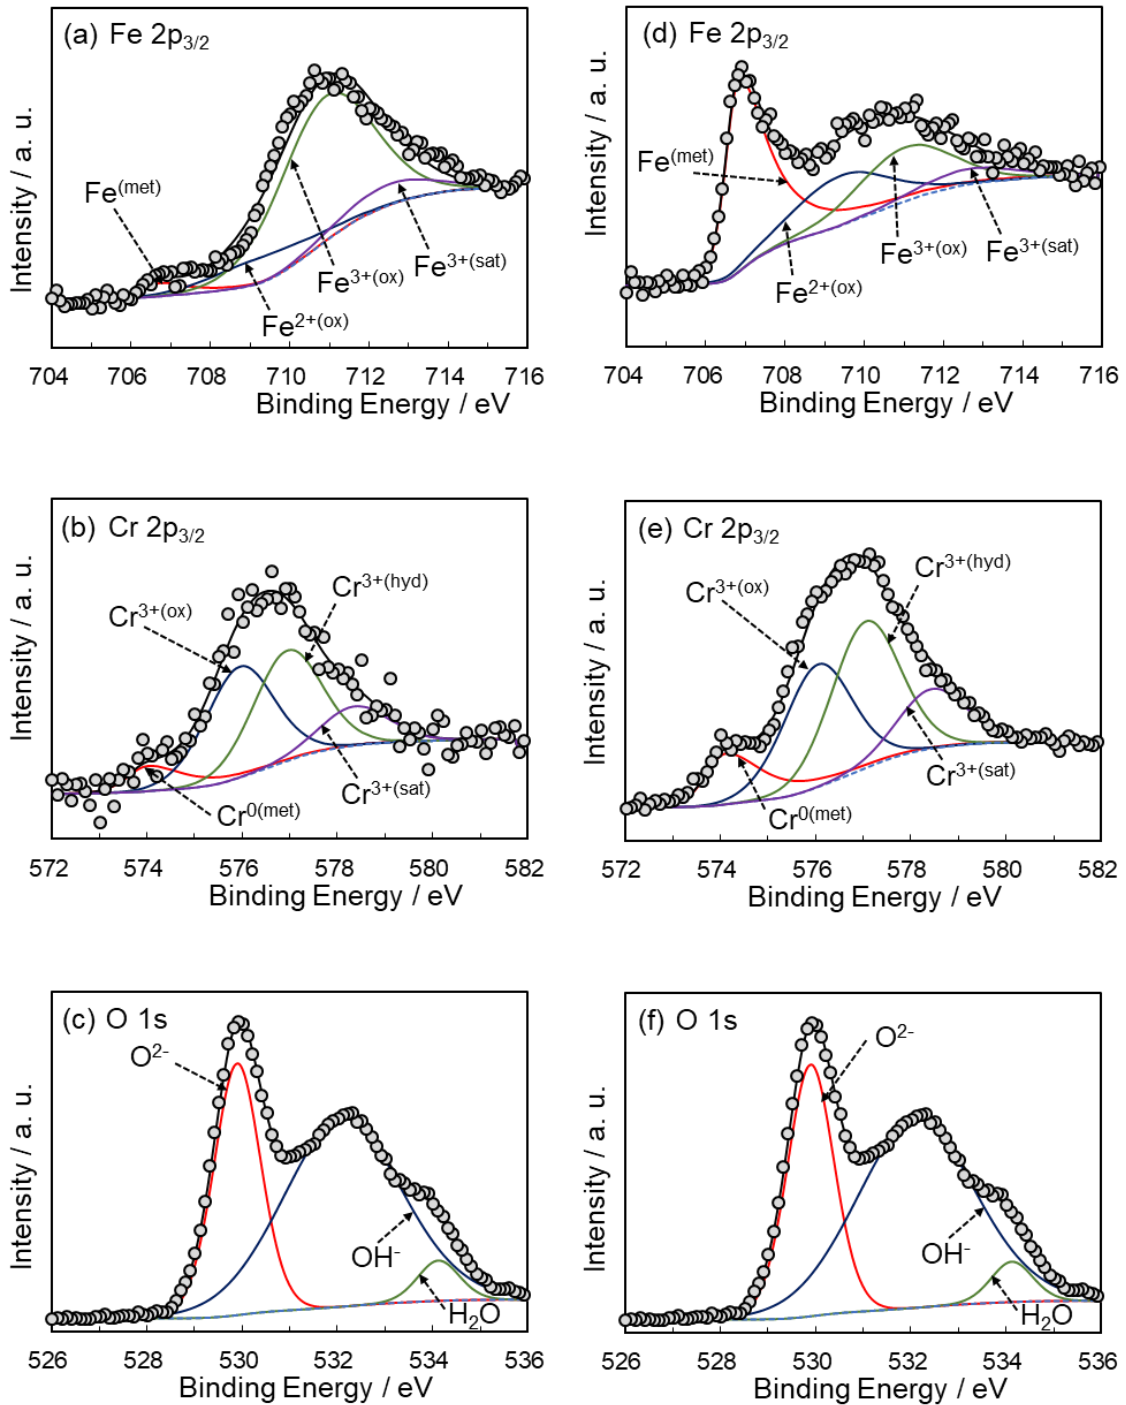 (a) Fe 2p3/2
Intensity / a. u.
Fe(met)
Fe3+(sat)
Fe3+(ox)
Fe2+(ox)
704 706 708 710 712 714 716
Binding Energy / eV
(d) Fe 2p3/2
Intensity / a. u.
Fe(met)
Fe3+(ox)
Fe3+(sat)
Fe2+(ox)
704 706 708 710 712 714 716
Binding Energy / eV
(b) Cr 2p3/2
Intensity / a. u.
Cr3+(hyd)
Cr3+(ox)
Cr3+(sat)
Cr0(met)
572 574 576 578 580 582
Binding Energy / eV
(e) Cr 2p3/2
Intensity / a. u.
Cr3+(hyd)
Cr3+(ox)
Cr3+(sat)
Cr0(met)
572 574 576 578 580 582
Binding Energy / eV
(c) O 1s
Intensity / a. u.
O2-
OH-
H2O
526 528 530 532 534 536
Binding Energy / eV
(f) O 1s
Intensity / a. u.
O2-
OH-
H2O
526 528 530 532 534 536
Binding Energy / eV